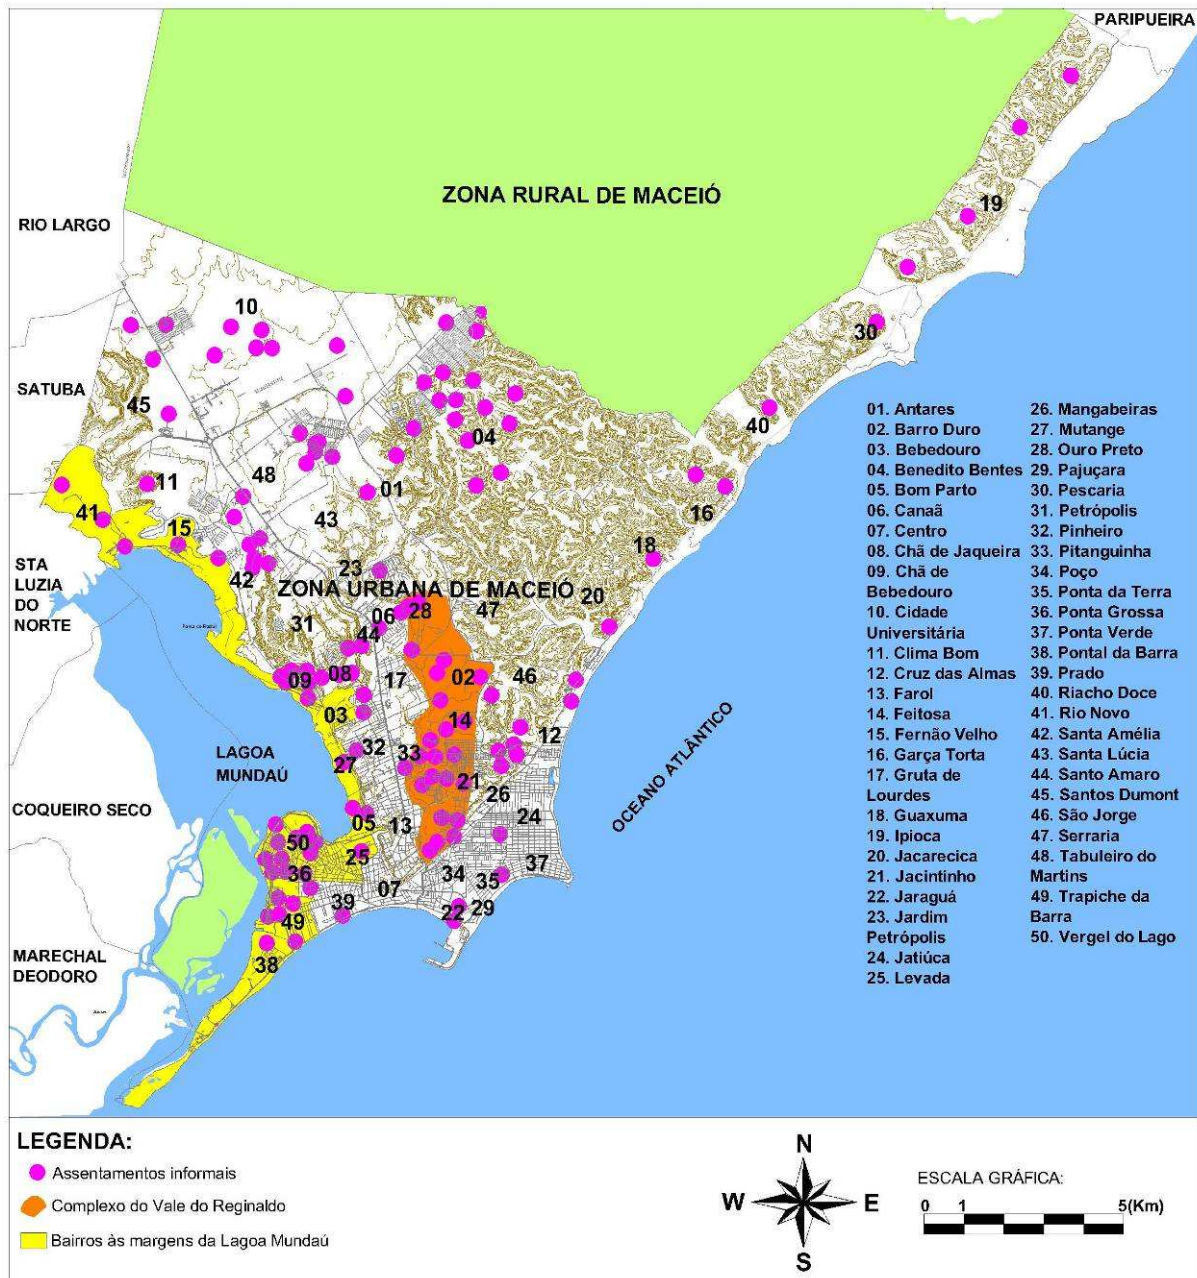 PARIPUEIRA
ZONA RURAL DE MACEIÓ
RIO LARGO
19
10
30
SATUBA
45
40
04
48
11
01
16
41
43
15
18
STA
LUZIA
DO
NORTE
42
23
ZONA URBANA DE MACEIÓ
20
06
28
47
31
44
09
08
17
02
46
03
14
12
LAGOA
MUNDAÚ
32
33
27
21
OCEANO ATLÂNTICO
26
COQUEIRO SECO
05
13
24
50
25
36
34
37
07
35
39
49
22
29
38
MARECHAL
DEODORO
01. Antares
02. Barro Duro
03. Bebedouro
04. Benedito Bentes
05. Bom Parto
06. Canaã
07. Centro
08. Chã de Jaqueira
09. Chã de
Bebedouro
10. Cidade
Universitária
11. Clima Bom
12. Cruz das Almas
13. Farol
14. Feitosa
15. Fernão Velho
16. Garça Torta
17. Gruta de
Lourdes
18. Guaxuma
19. Ipioca
20. Jacarecica
21. Jacintinho
22. Jaraguá
23. Jardim
Petrópolis
24. Jatiúca
25. Levada
26. Mangabeiras
27. Mutange
28. Ouro Preto
29. Pajuçara
30. Pescaria
31. Petrópolis
32. Pinheiro
33. Pitanguinha
34. Poço
35. Ponta da Terra
36. Ponta Grossa
37. Ponta Verde
38. Pontal da Barra
39. Prado
40. Riacho Doce
41. Rio Novo
42. Santa Amélia
43. Santa Lúcia
44. Santo Amaro
45. Santos Dumont
46. São Jorge
47. Serraria
48. Tabuleiro do
Martins
49. Trapiche da
Barra
50. Vergel do Lago
LEGENDA:
Assentamentos informais
Complexo do Vale do Reginaldo
Bairros às margens da Lagoa Mundaú
N
W
E
S
ESCALA GRÁFICA:
0 1 5(Km)